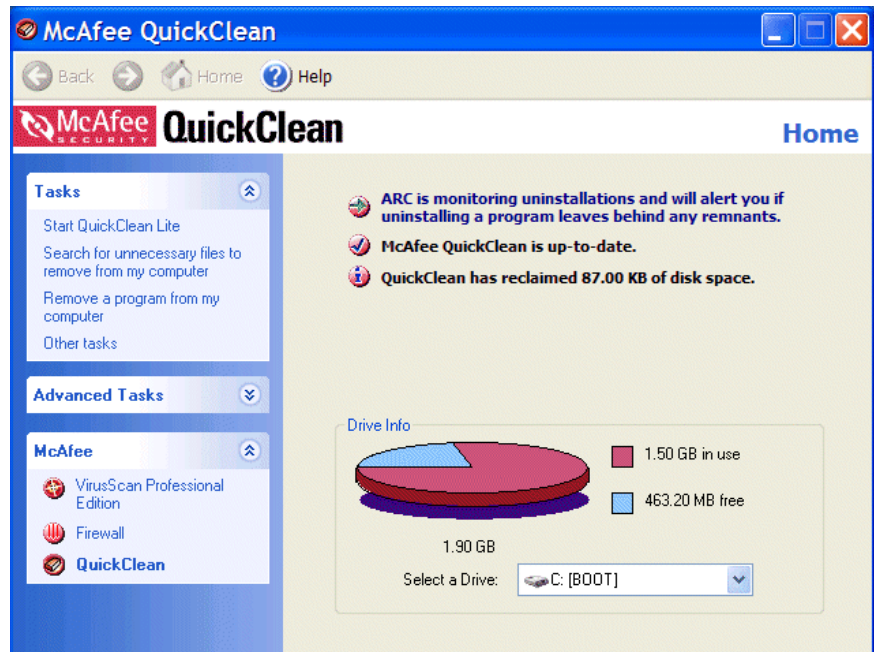 McAfee QuickClean
Back
Home
Help
McAfee
SECURITY
QuickClean
Home
Tasks
Start QuickClean Lite
Search for unnecessary files to
remove from my computer
Remove a program from my
computer
Other tasks
Advanced Tasks
McAfee
VirusScan Professional
Edition
Firewall
QuickClean
ARC is monitoring uninstallations and will alert you if
uninstalling a program leaves behind any remnants.
McAfee QuickClean is up-to-date.
QuickClean has reclaimed 87.00 KB of disk space.
Drive Info
1.50 GB in use
463.20 MB free
1.90 GB
Select a Drive:
C: [BOOT]